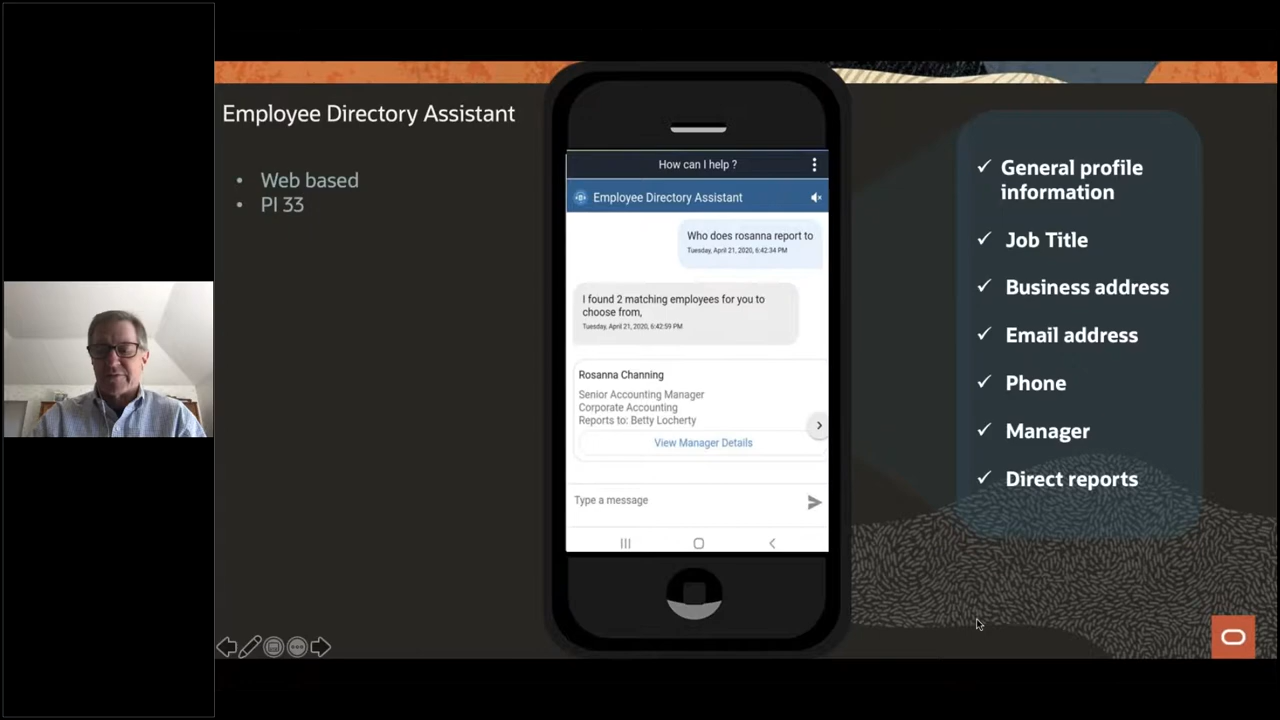 Employee Directory Assistant
• Web based
• PI 33
How can I help ?
Employee Directory Assistant
Who does rosanna report to
Tuesday, April 21, 2020, 6:42:34 PM
I found 2 matching employees for you to
choose from,
Tuesday, April 21, 2020, 6:42:59 PM
Rosanna Channing
Senior Accounting Manager
Corporate Accounting
Reports to: Betty Locherty
View Manager Details
Type a message
✓ General profile
information
✓ Job Title
✓ Business address
✓ Email address
✓ Phone
✓ Manager
✓ Direct reports